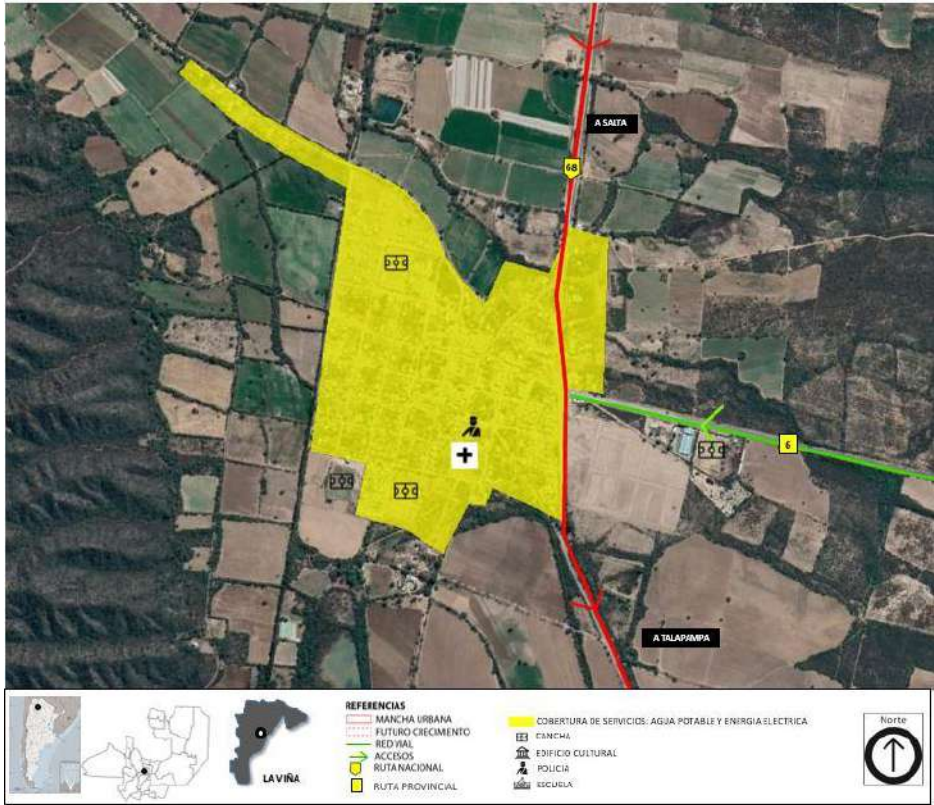 A SALTA
68
6
A TALAPAMPA
LA VIÑA
REFERENCIAS
MANCHA URBANA
FUTURO CRECIMIENTO
RED VIAL
ACCESOS
RUTA NACIONAL
RUTA PROVINCIAL
COBERTURA DE SERVICIOS: AGUA POTABLE Y ENERGIA ELECTRICA
CANCHA
EDIFICIO CULTURAL
POLICIA
ESCUELA
Norte